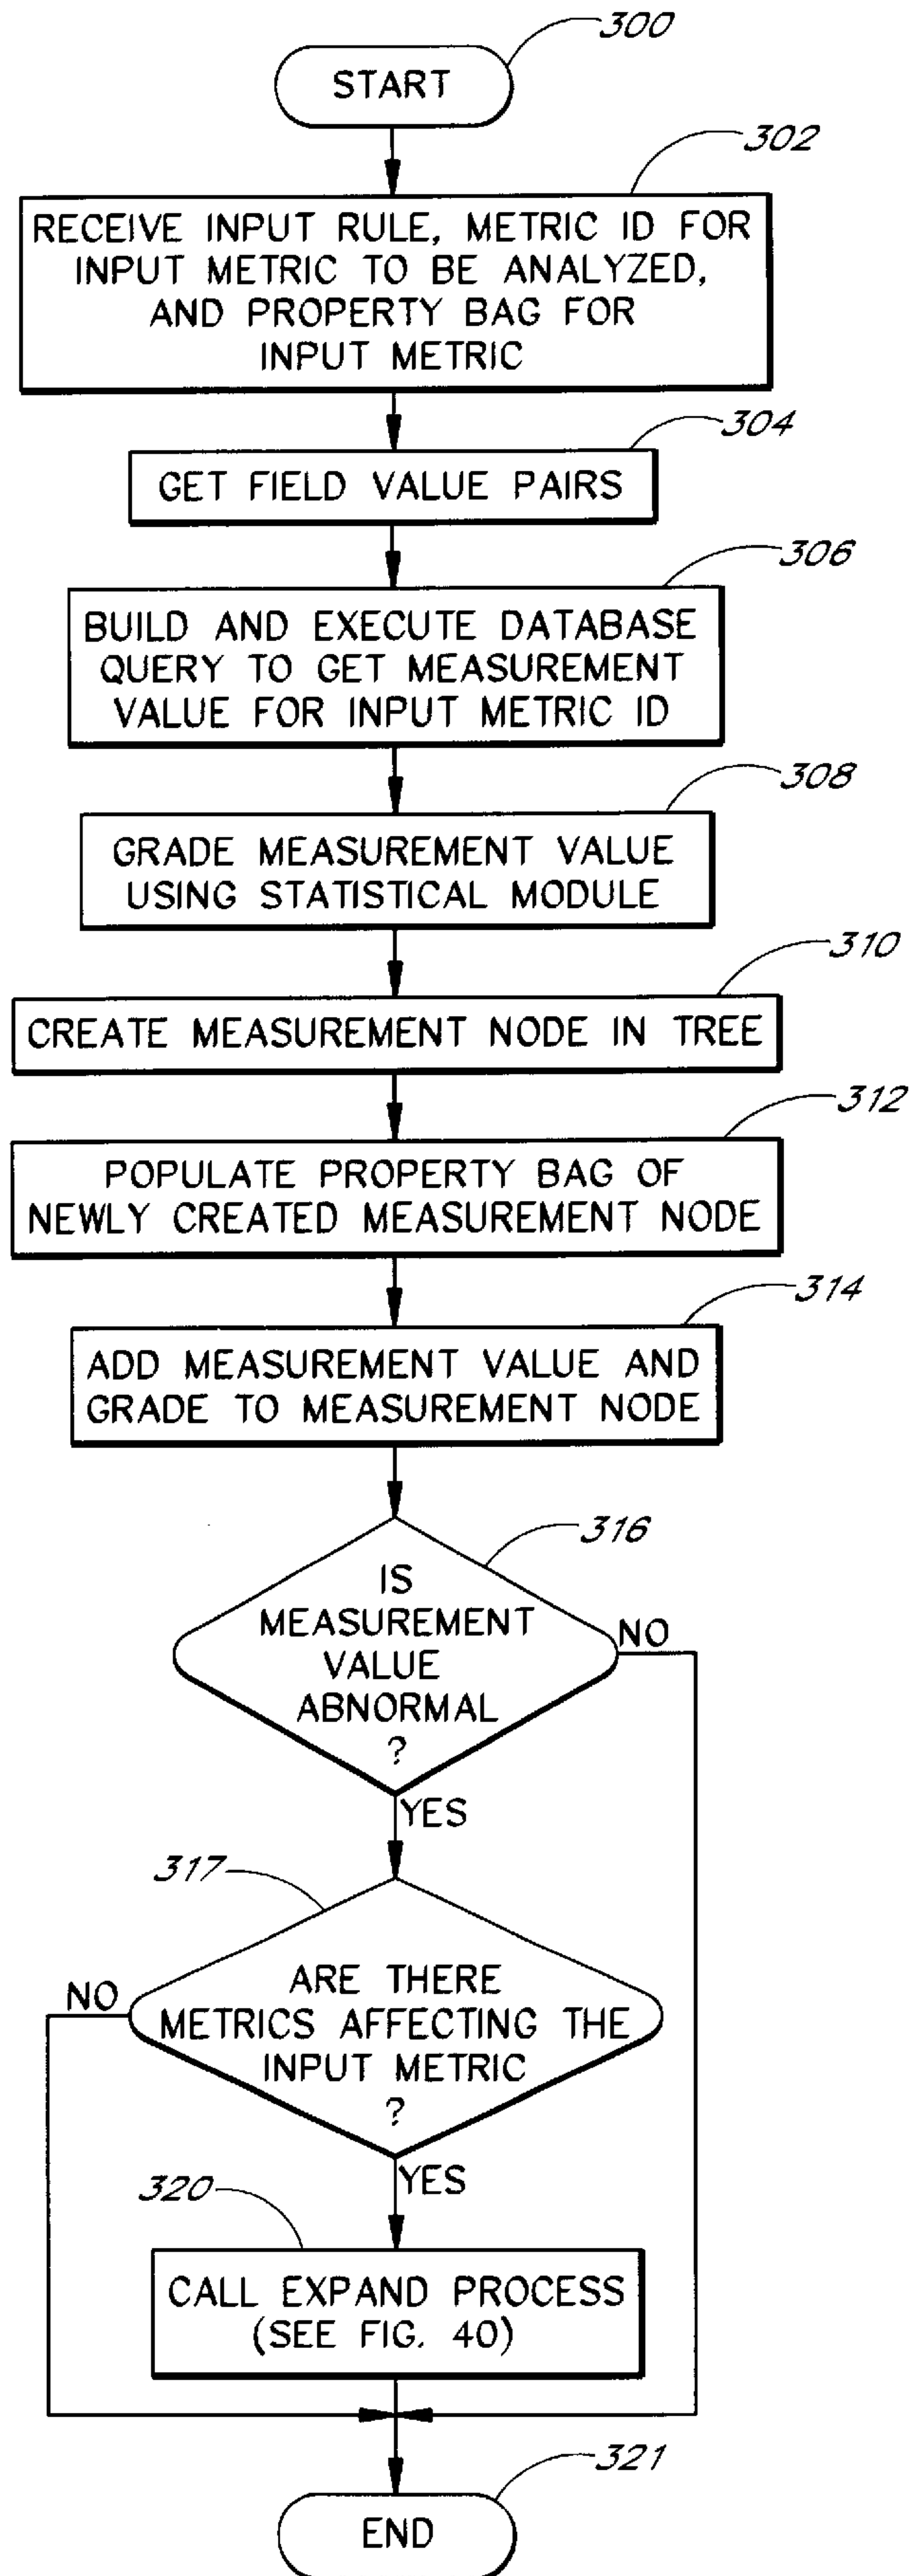 300
START
302
RECEIVE INPUT RULE, METRIC ID FOR
INPUT METRIC TO BE ANALYZED,
AND PROPERTY BAG FOR
INPUT METRIC
304
GET FIELD VALUE PAIRS
306
BUILD AND EXECUTE DATABASE
QUERY TO GET MEASUREMENT
VALUE FOR INPUT METRIC ID
308
GRADE MEASUREMENT VALUE
USING STATISTICAL MODULE
310
CREATE MEASUREMENT NODE IN TREE
312
POPULATE PROPERTY BAG OF
NEWLY CREATED MEASUREMENT NODE
314
ADD MEASUREMENT VALUE AND
GRADE TO MEASUREMENT NODE
316
IS
MEASUREMENT
VALUE
ABNORMAL
?
NO
YES
317
ARE THERE
METRICS AFFECTING THE
INPUT METRIC
?
NO
YES
320
CALL EXPAND PROCESS
(SEE FIG. 40)
321
END